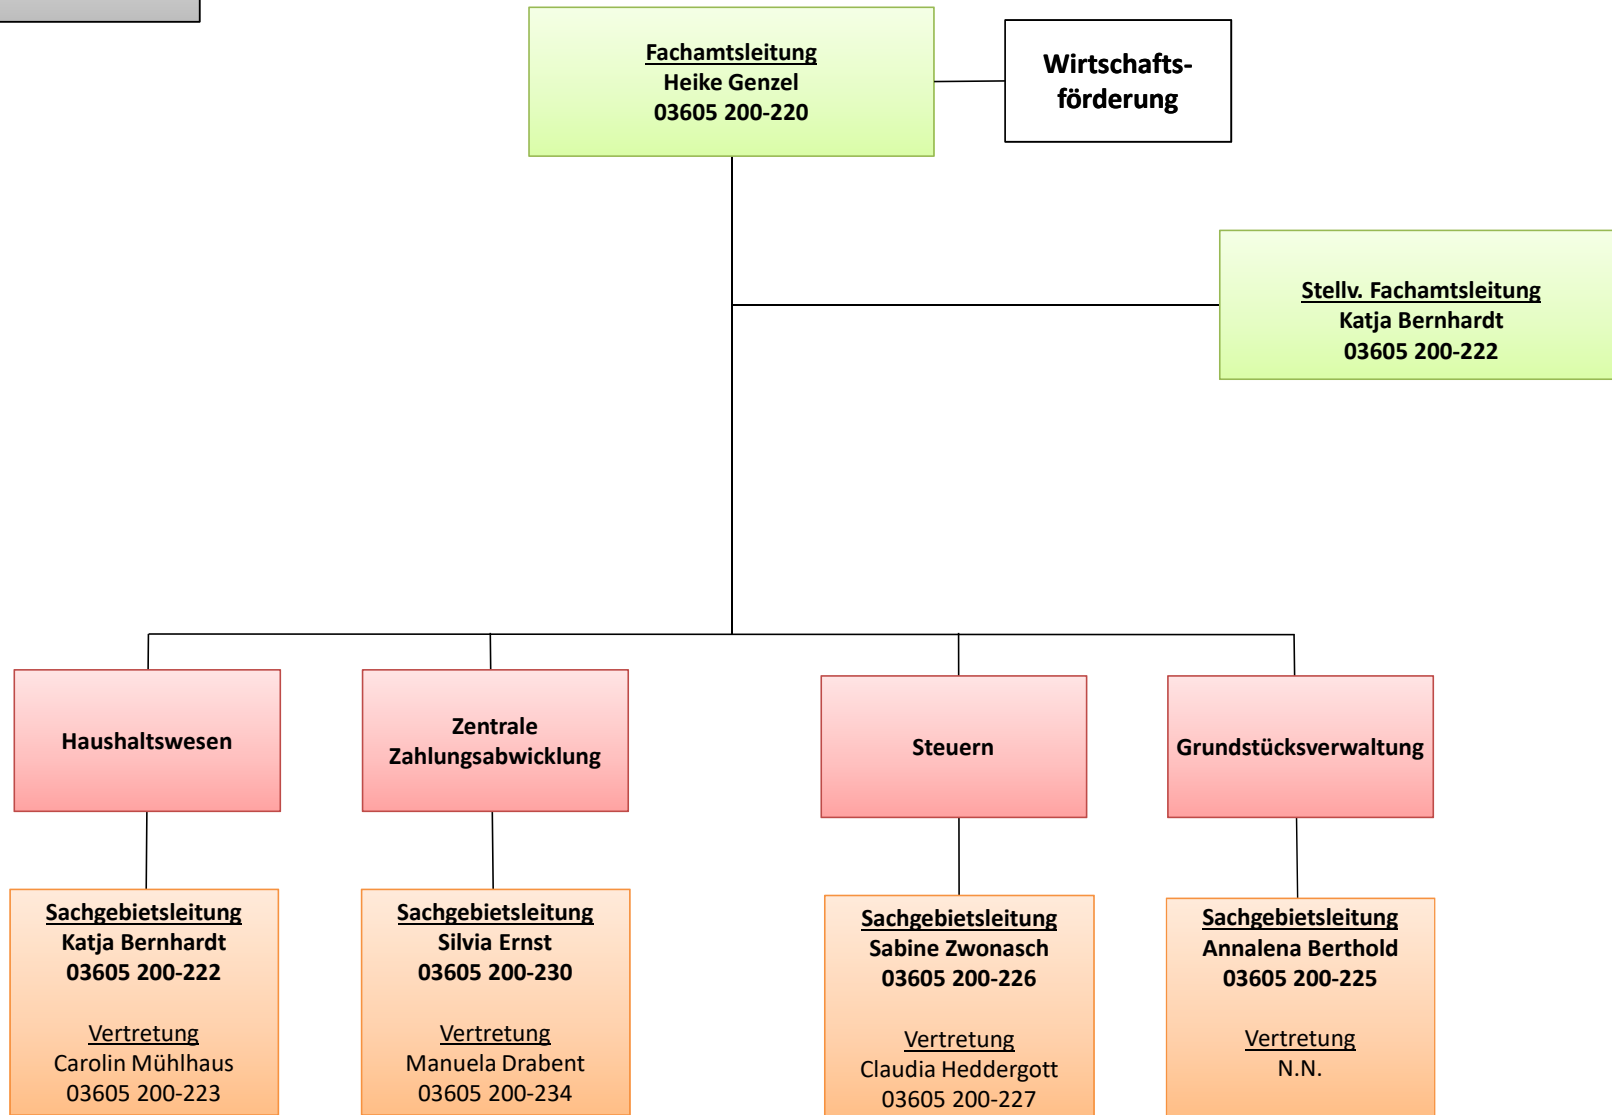 Fachamtsleitung
Heike Genzel
03605 200-220
Wirtschafts-
förderung
Stellv. Fachamtsleitung
Katja Bernhardt
03605 200-222
Haushaltswesen
Zentrale
Zahlungsabwicklung
Steuern
Grundstücksverwaltung
Sachgebietsleitung
Katja Bernhardt
03605 200-222
Vertretung
Carolin Mühlhaus
03605 200-223
Sachgebietsleitung
Silvia Ernst
03605 200-230
Vertretung
Manuela Drabent
03605 200-234
Sachgebietsleitung
Sabine Zwonasch
03605 200-226
Vertretung
Claudia Heddergott
03605 200-227
Sachgebietsleitung
Annalena Berthold
03605 200-225
Vertretung
N.N.